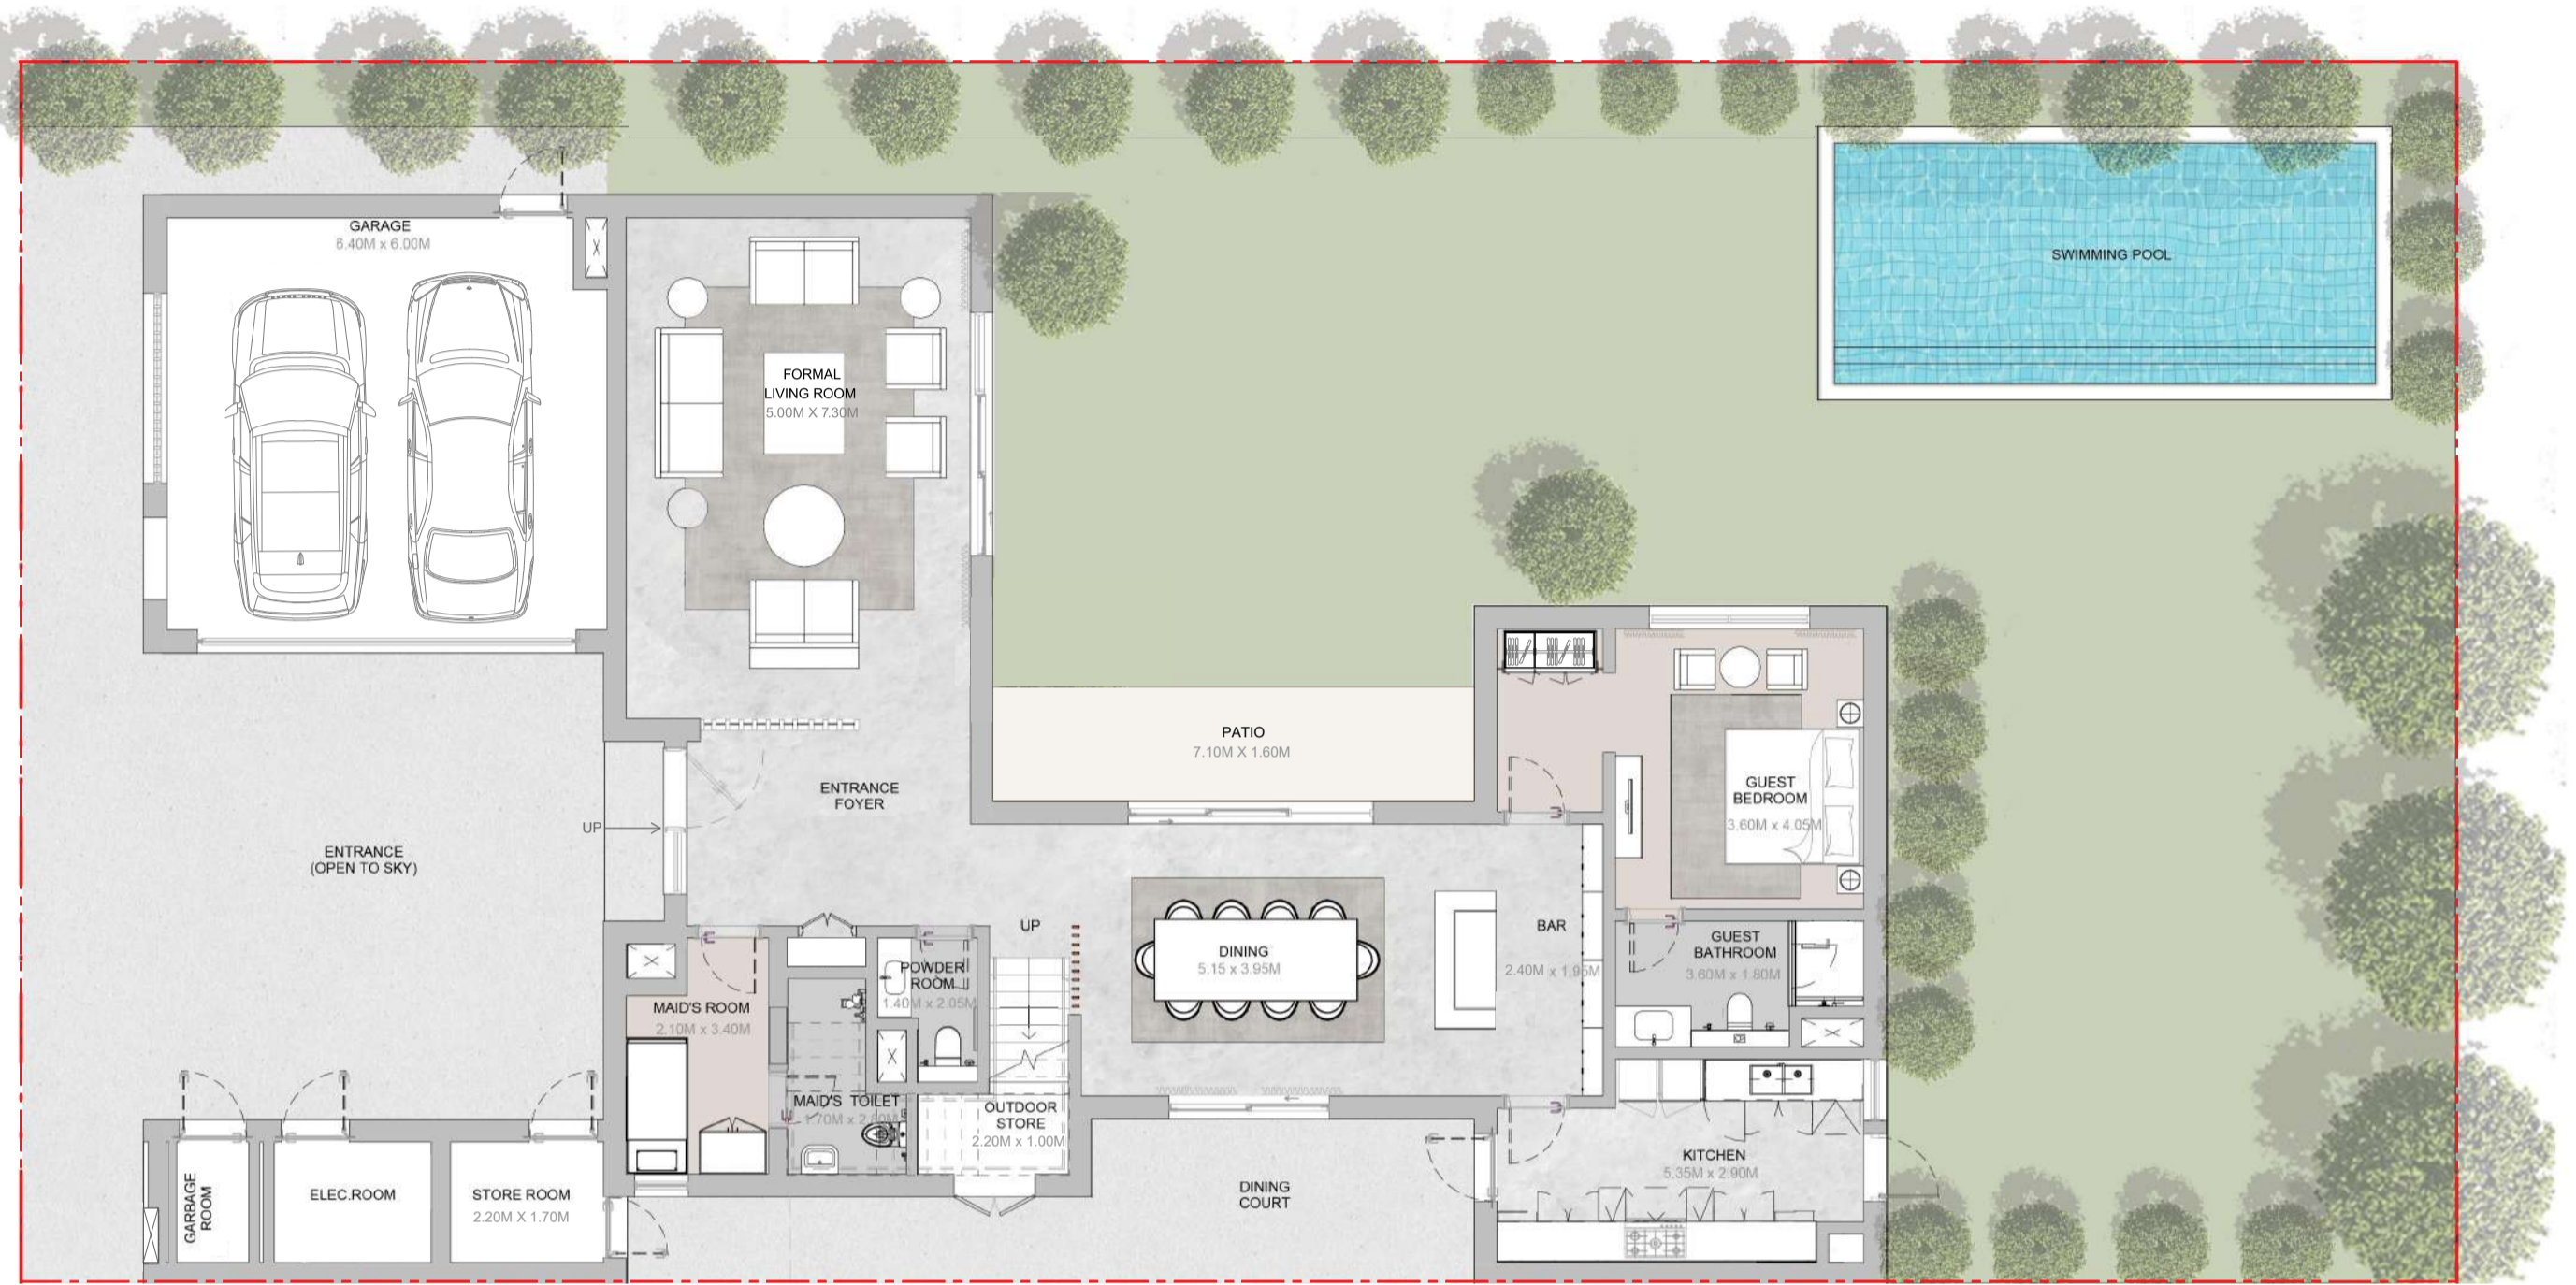 GARAGE
6.40M x 6.00M
SWIMMING POOL
FORMAL
LIVING ROOM
5.00M X 7.30M
PATIO
7.10M X 1.60M
ENTRANCE
FOYER
GUEST
BEDROOM
3.60M x 4.05M
UP
ENTRANCE
(OPEN TO SKY)
UP
BAR
2.40M x 1.95M
DINING
5.15 x 3.95M
GUEST
BATHROOM
3.60M x 1.80M
POWDER
ROOM
1.40M x 2.05M
MAID'S ROOM
2.10M x 3.40M
MAID'S TOILET
1.70M x
OUTDOOR
STORE
2.20M x 1.00M
KITCHEN
5.35M x 2.90M
GARBAGE
ROOM
ELEC.ROOM
STORE ROOM
2.20M X 1.70M
DINING
COURT